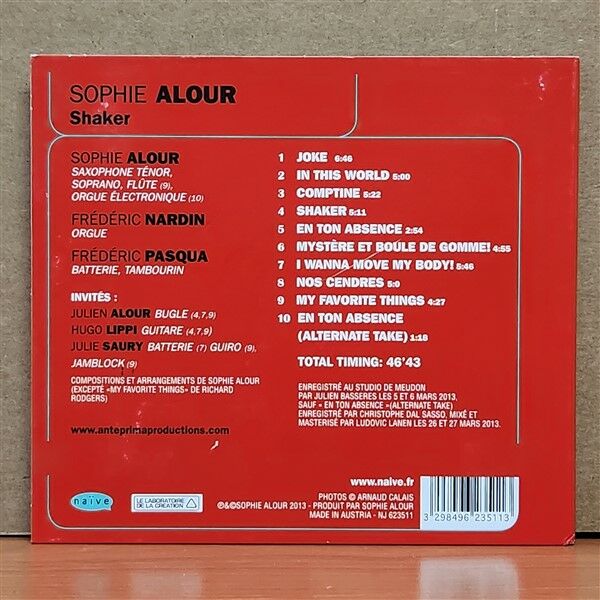 SOPHIE ALOUR
Shaker
SOPHIE ALOUR
SAXOPHONE TÉNOR,
SOPRANO, FLÛTE (9),
ORGUE ÉLECTRONIQUE (10)
FRÉDÉRIC NARDIN
ORGUE
FRÉDÉRIC PASQUA
BATTERIE, TAMBOURIN
INVITÉS :
JULIEN ALOUR BUGLE (4,7,9)
HUGO LIPPI GUITARE (4,7,9)
JULIE SAURY BATTERIE (7) GUIRO (9),
JAMBLOCK (9)
COMPOSITIONS ET ARRANGEMENTS DE SOPHIE ALOUR
(EXCEPTÉ «MY FAVORITE THINGS» DE RICHARD
RODGERS)
www.anteprimaproductions.com
1 JOKE 6:46
2 IN THIS WORLD 5:00
3 COMPTINE 5:22
4 SHAKER 5:11
5 EN TON ABSENCE 2:54
6 MYSTÈRE ET BOULE DE GOMME! 4:55
7 I WANNA MOVE MY BODY! 5:46
8 NOS CENDRES 5:0
9 MY FAVORITE THINGS 4:27
10 EN TON ABSENCE
(ALTERNATE TAKE) 1:18
TOTAL TIMING: 46'43
ENREGISTRÉ AU STUDIO DE MEUDON
PAR JULIEN BASSERES LES 5 ET 6 MARS 2013,
SAUF « EN TON ABSENCE »(ALTERNATE TAKE)
ENREGISTRÉ PAR CHRISTOPHE DAL SASSO, MIXÉ ET
MASTERISÉ PAR LUDOVIC LANEN LES 26 ET 27 MARS 2013.
www.naive.fr
naïve
LE LABORATOIRE
DE LA CRÉATION
PHOTOS © ARNAUD CALAIS
℗&©SOPHIE ALOUR 2013 - PRODUIT PAR SOPHIE ALOUR
MADE IN AUSTRIA - NJ 623511
3 298496 235113